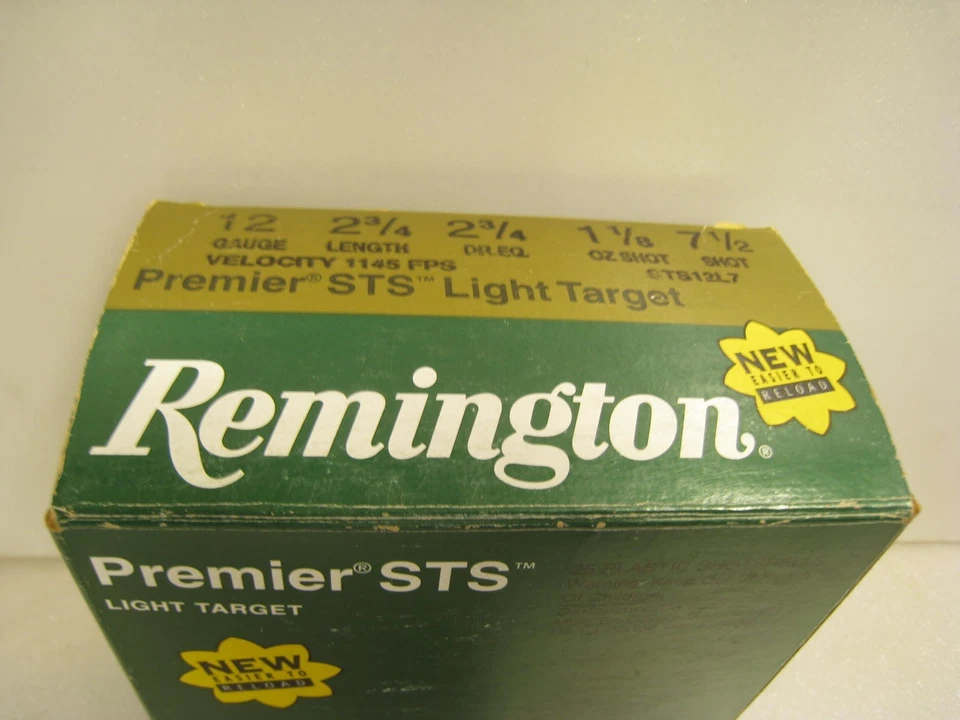 12 2¾ 2¾ 1⅛ 7½
GAUGE LENGTH DR.EQ. OZ SHOT SHOT
VELOCITY 1145 FPS STS12L7
Premier® STS™ Light Target
NEW
EASIER TO
RELOAD
Remington®
Premier® STS™
LIGHT TARGET
NEW
EASIER TO
RELOAD